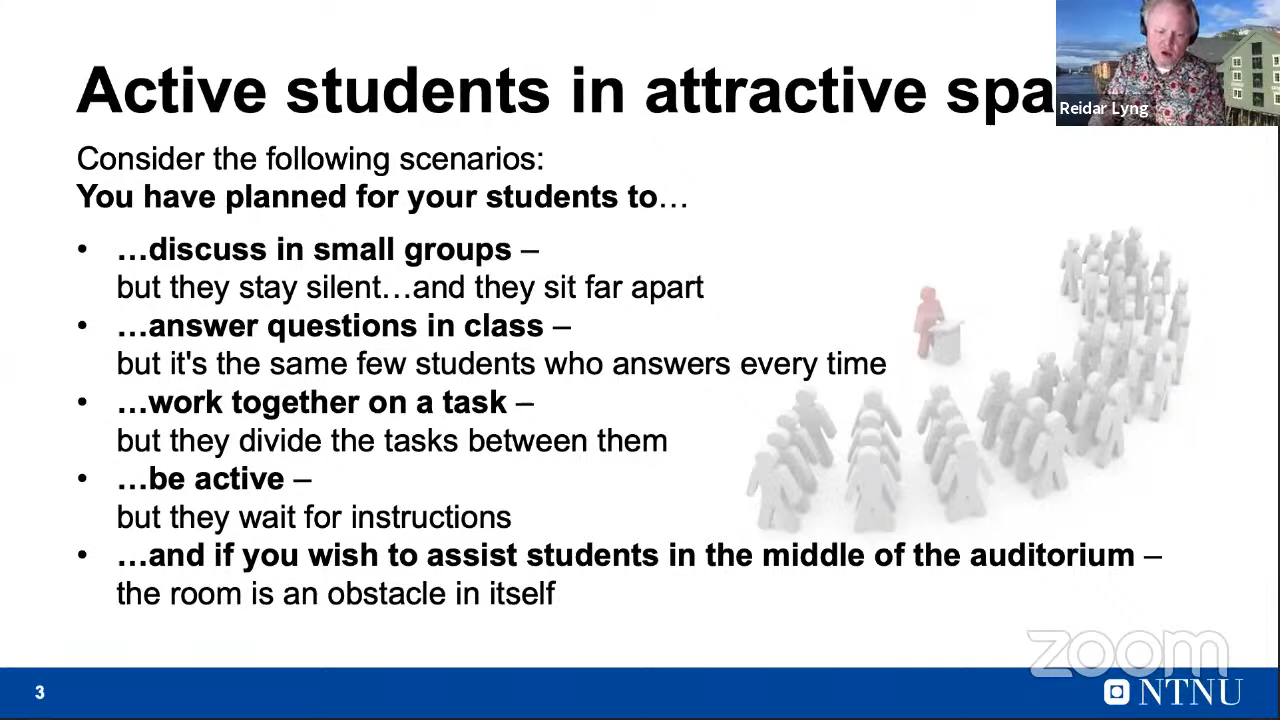 Active students in attractive spa
Reidar Lyng
Consider the following scenarios:
You have planned for your students to…
• …discuss in small groups –
but they stay silent…and they sit far apart
• …answer questions in class –
but it's the same few students who answers every time
• …work together on a task –
but they divide the tasks between them
• …be active –
but they wait for instructions
• …and if you wish to assist students in the middle of the auditorium –
the room is an obstacle in itself
zoom
3
NTNU